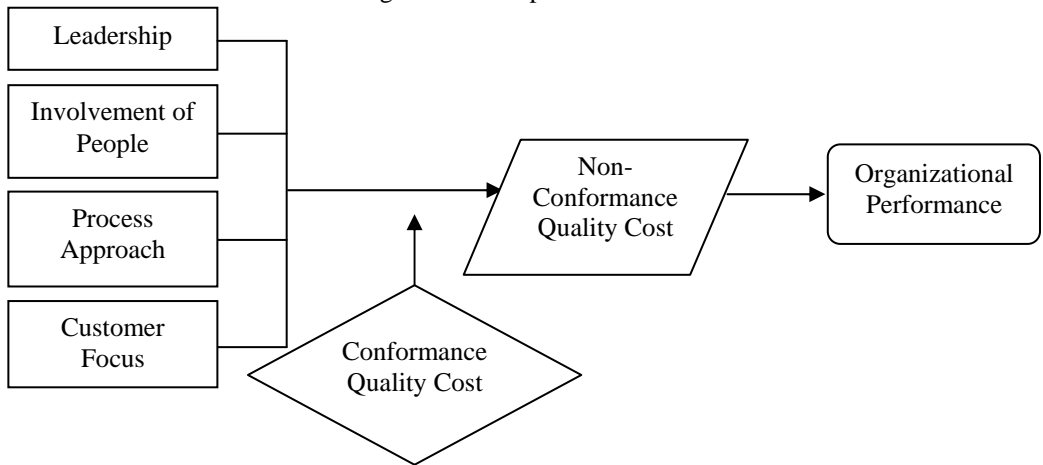 Leadership
Involvement of
People
Process
Approach
Customer
Focus
Non-
Conformance
Quality Cost
Organizational
Performance
Conformance
Quality Cost